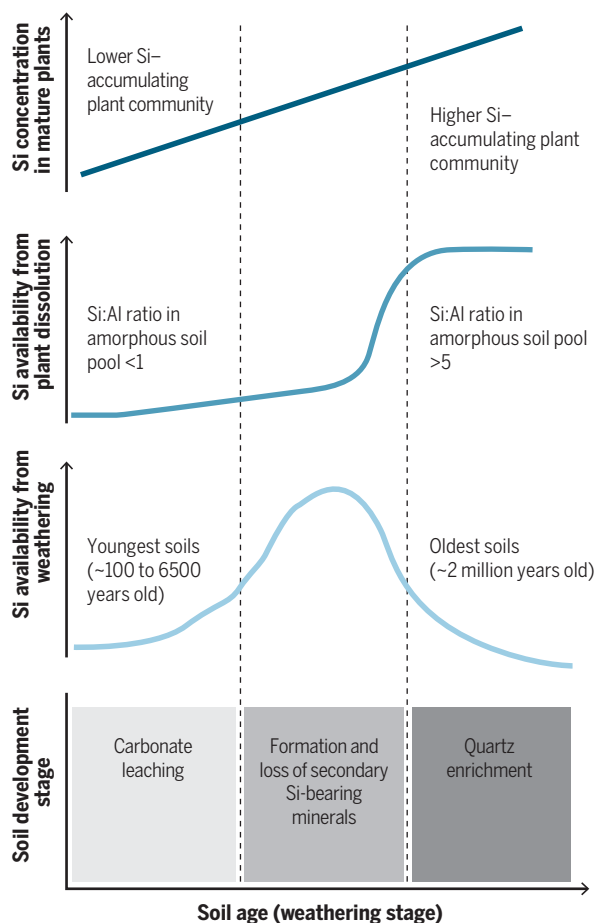 Si concentration
in mature plants
Lower Si–
accumulating
plant community
Higher Si–
accumulating plant
community
Si availability from
plant dissolution
Si:Al ratio in
amorphous soil
pool <1
Si:Al ratio in
amorphous soil pool
>5
Si availability from
weathering
Youngest soils
(~100 to 6500
years old)
Oldest soils
(~2 million years old)
Soil development
stage
Carbonate
leaching
Formation and
loss of secondary
Si-bearing
minerals
Quartz
enrichment
Soil age (weathering stage)